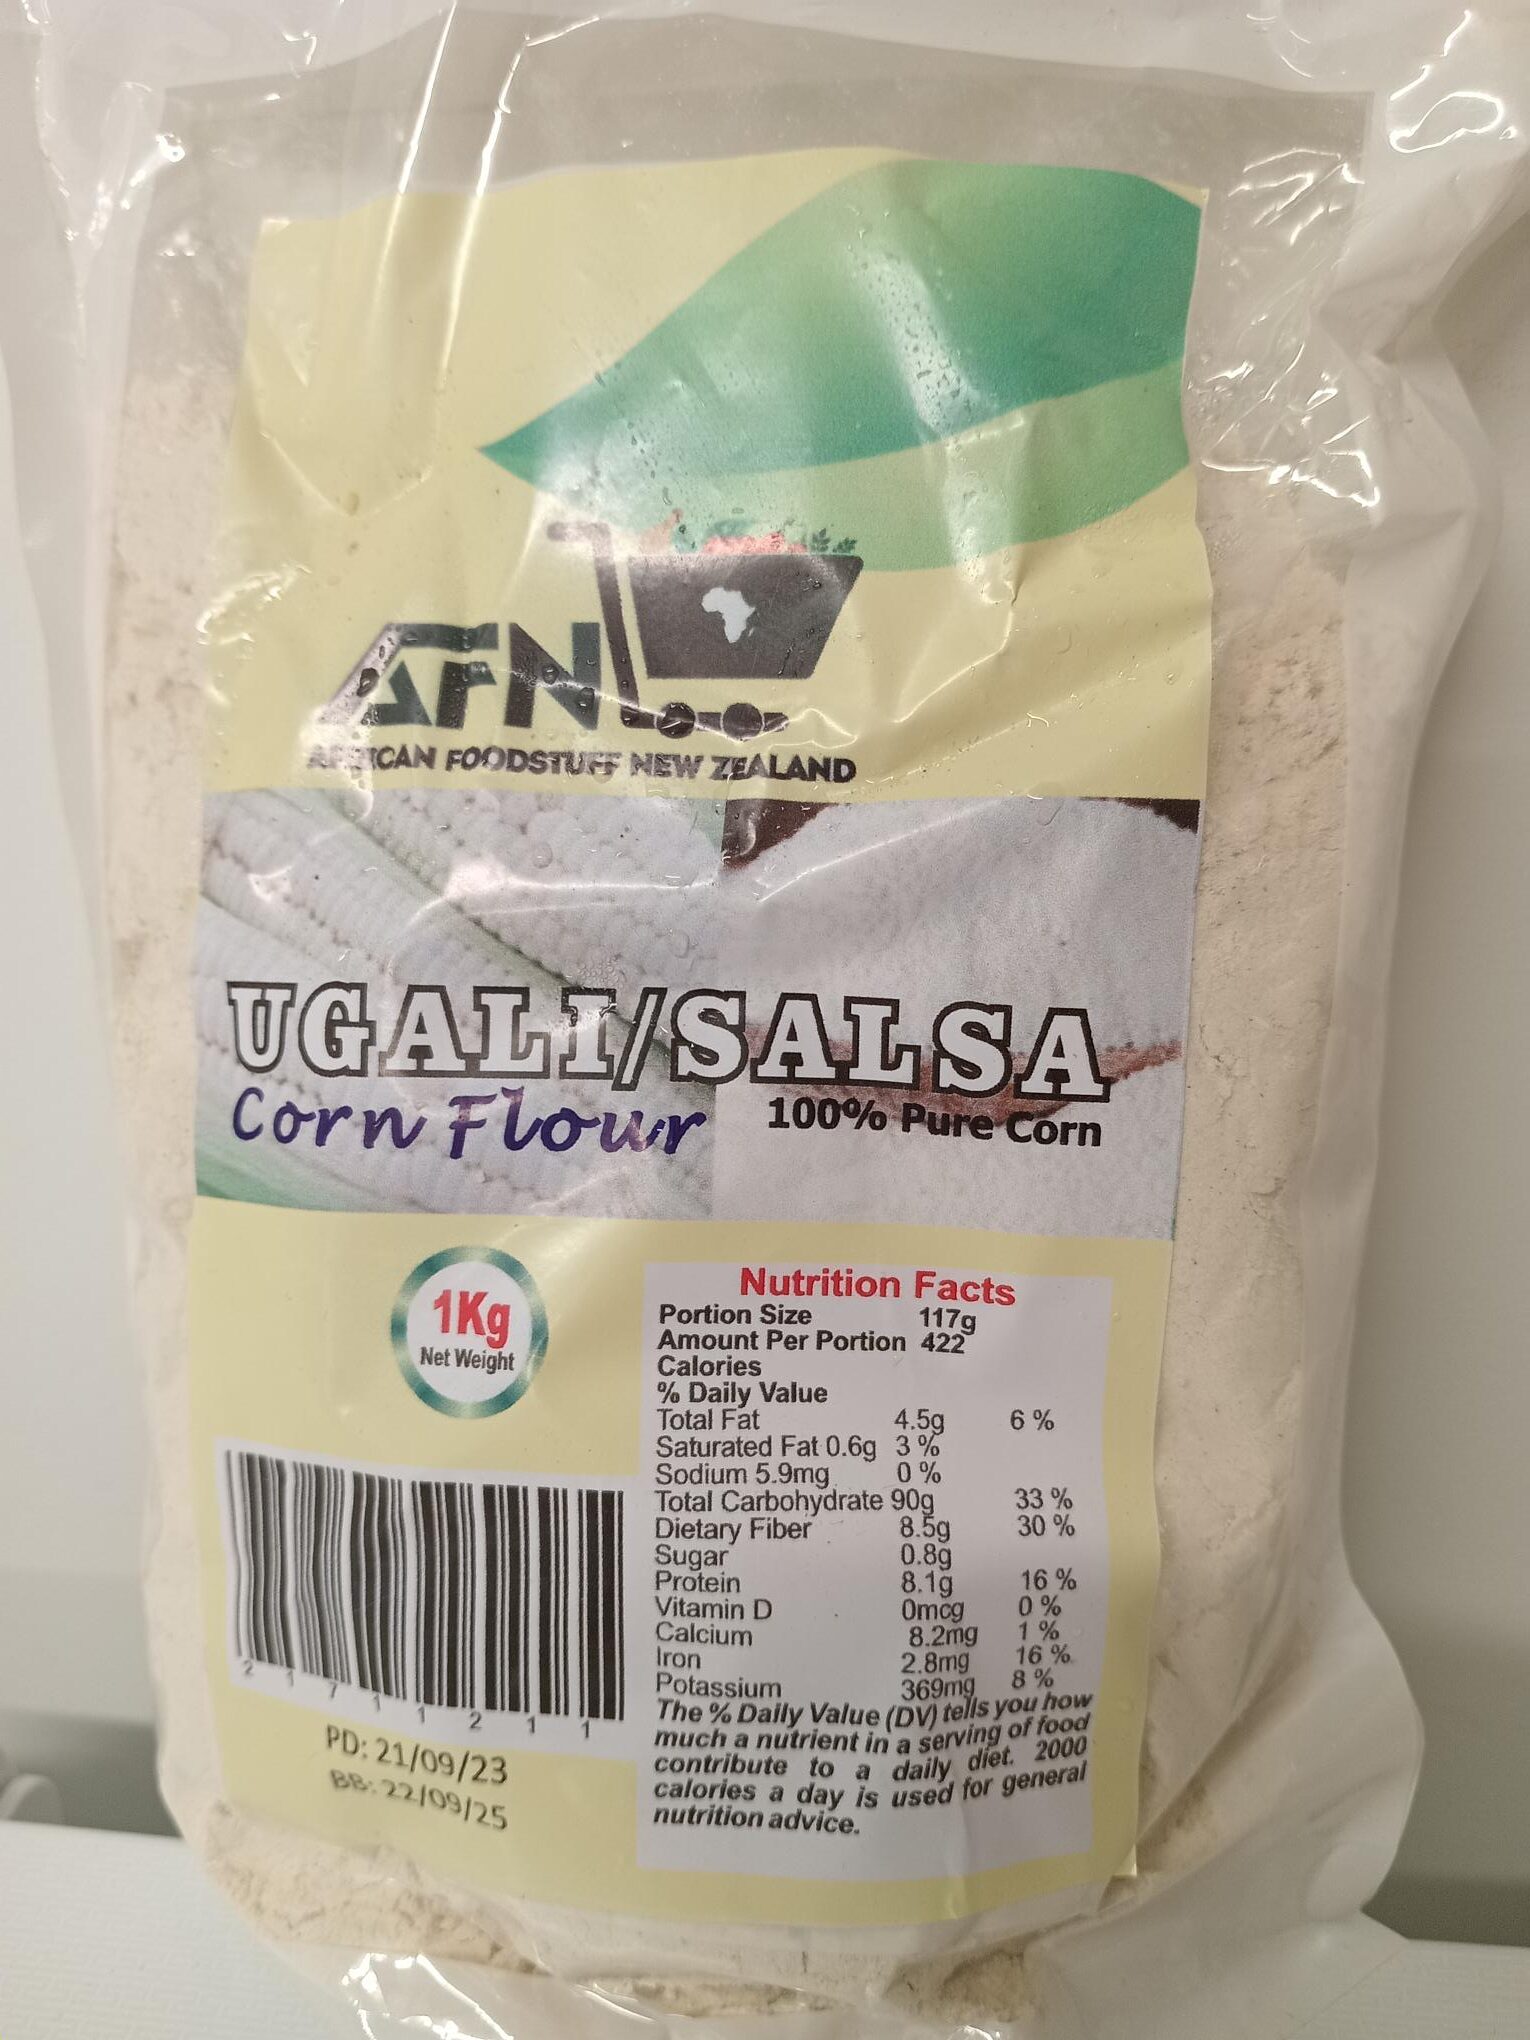 AFN
AFRICAN FOODSTUFF NEW ZEALAND
UGALI/SALSA
Corn Flour
100% Pure Corn
1Kg
Net Weight
Nutrition Facts
Portion Size 117g
Amount Per Portion 422
Calories
% Daily Value
Total Fat 4.5g 6 %
Saturated Fat 0.6g 3 %
Sodium 5.9mg 0 %
Total Carbohydrate 90g 33 %
Dietary Fiber 8.5g 30 %
Sugar 0.8g
Protein 8.1g 16 %
Vitamin D 0mcg 0 %
Calcium 8.2mg 1 %
Iron 2.8mg 16 %
Potassium 369mg 8 %
The % Daily Value (DV) tells you how
much a nutrient in a serving of food
contribute to a daily diet. 2000
calories a day is used for general
nutrition advice.
2 1 7 1 1 2 1 1
PD: 21/09/23
BB: 22/09/25